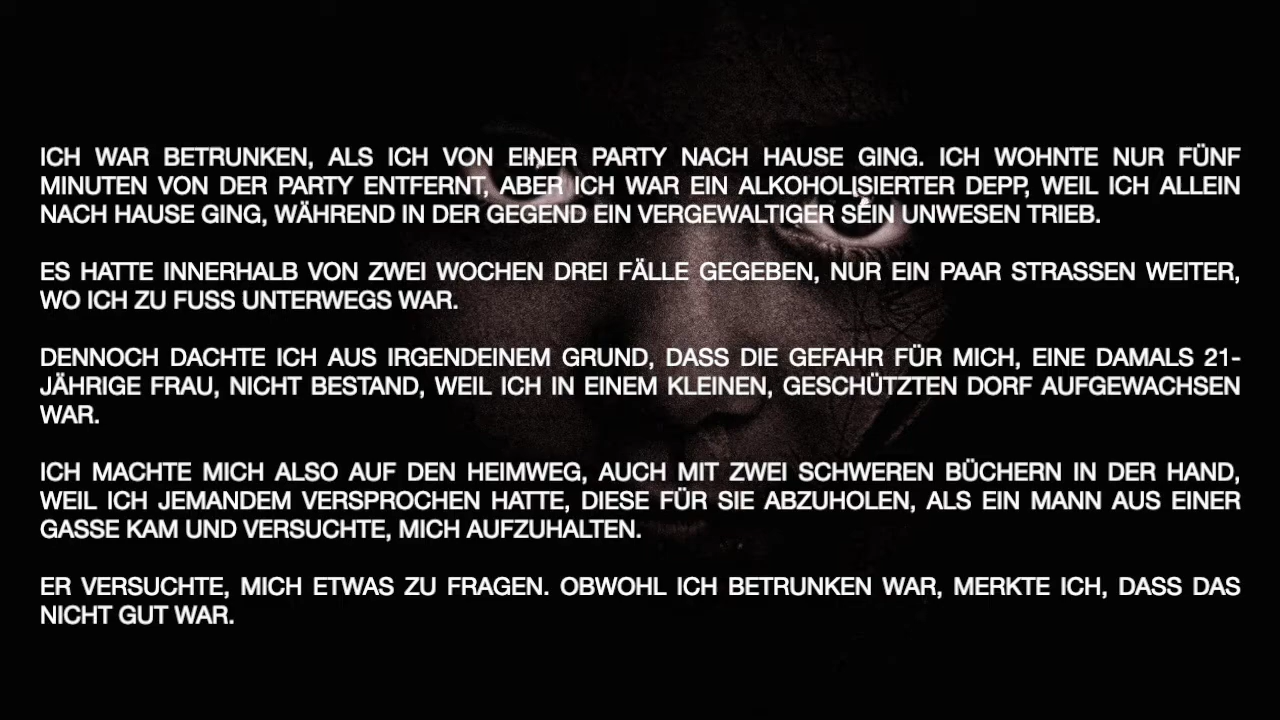 ICH WAR BETRUNKEN, ALS ICH VON EINER PARTY NACH HAUSE GING. ICH WOHNTE NUR FÜNF
MINUTEN VON DER PARTY ENTFERNT, ABER ICH WAR EIN ALKOHOLISIERTER DEPP, WEIL ICH ALLEIN
NACH HAUSE GING, WÄHREND IN DER GEGEND EIN VERGEWALTIGER SEIN UNWESEN TRIEB.
ES HATTE INNERHALB VON ZWEI WOCHEN DREI FÄLLE GEGEBEN, NUR EIN PAAR STRASSEN WEITER,
WO ICH ZU FUSS UNTERWEGS WAR.
DENNOCH DACHTE ICH AUS IRGENDEINEM GRUND, DASS DIE GEFAHR FÜR MICH, EINE DAMALS 21-
JÄHRIGE FRAU, NICHT BESTAND, WEIL ICH IN EINEM KLEINEN, GESCHÜTZTEN DORF AUFGEWACHSEN
WAR.
ICH MACHTE MICH ALSO AUF DEN HEIMWEG, AUCH MIT ZWEI SCHWEREN BÜCHERN IN DER HAND,
WEIL ICH JEMANDEM VERSPROCHEN HATTE, DIESE FÜR SIE ABZUHOLEN, ALS EIN MANN AUS EINER
GASSE KAM UND VERSUCHTE, MICH AUFZUHALTEN.
ER VERSUCHTE, MICH ETWAS ZU FRAGEN. OBWOHL ICH BETRUNKEN WAR, MERKTE ICH, DASS DAS
NICHT GUT WAR.